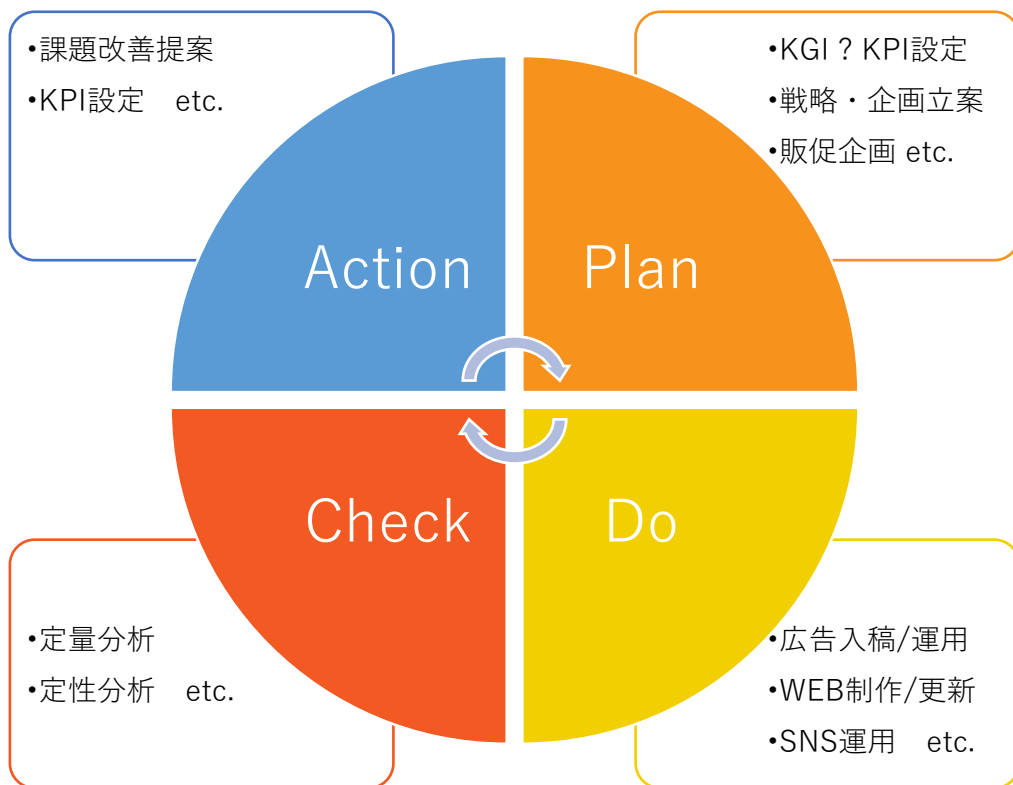 •課題改善提案
•KPI設定　etc.
•KGI ? KPI設定
•戦略・企画立案
•販促企画 etc.
Action
Plan
Check
Do
•定量分析
•定性分析　etc.
•広告入稿/運用
•WEB制作/更新
•SNS運用　etc.